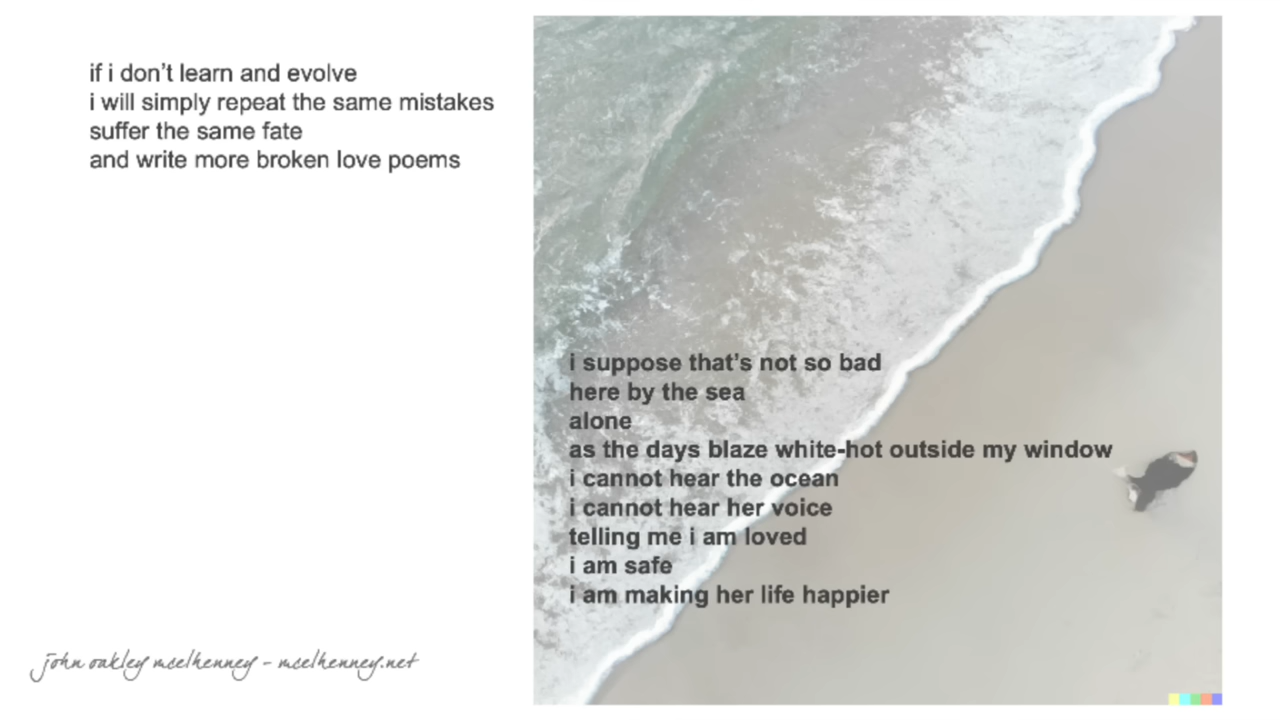 if i don’t learn and evolve
i will simply repeat the same mistakes
suffer the same fate
and write more broken love poems
i suppose that’s not so bad
here by the sea
alone
as the days blaze white-hot outside my window
i cannot hear the ocean
i cannot hear her voice
telling me i am loved
i am safe
i am making her life happier
john oakley mcelhenney - mcelhenney.net